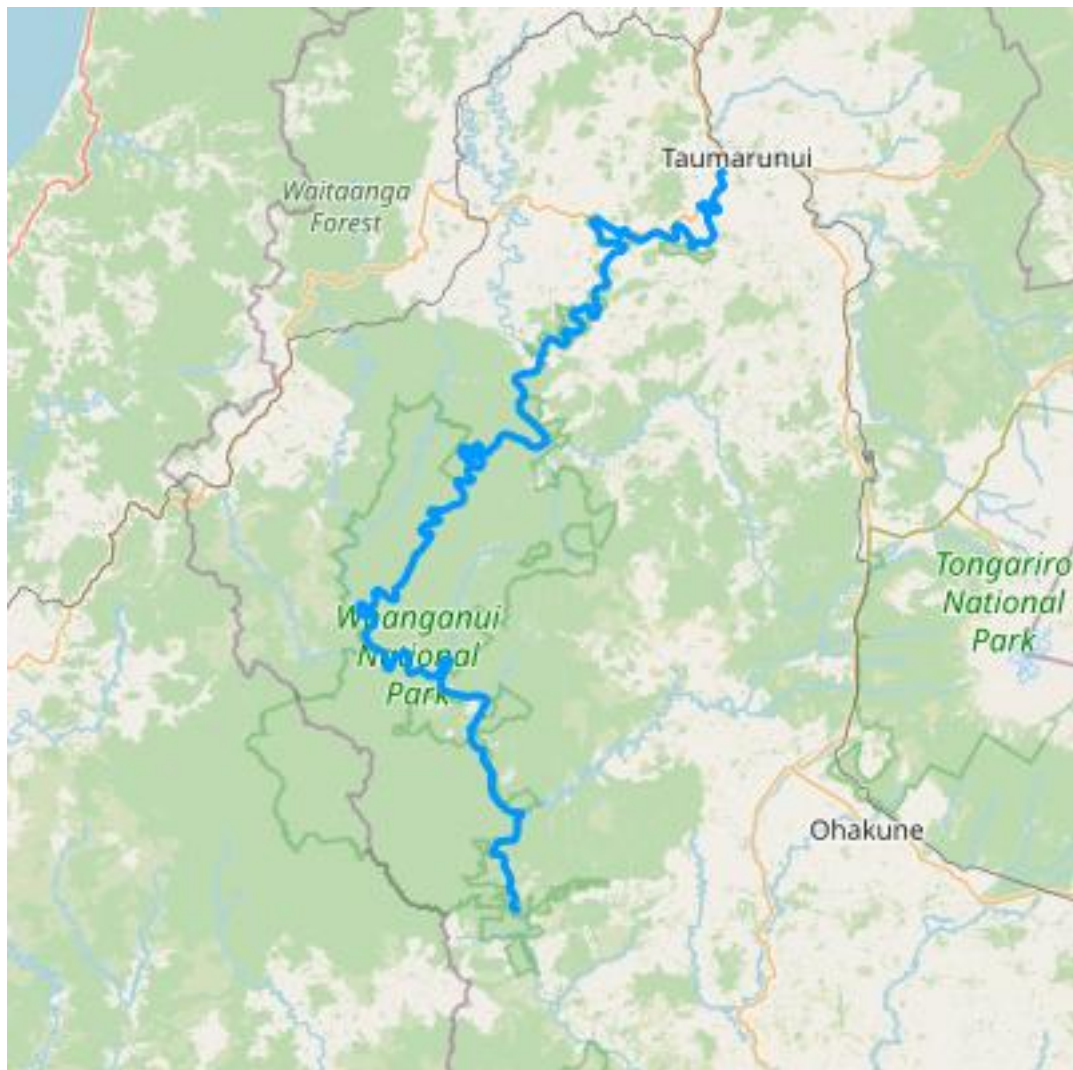 Taumarunui
Waitaanga
Forest
Tongariro
National
Park
Whanganui
National
Park
Ohakune